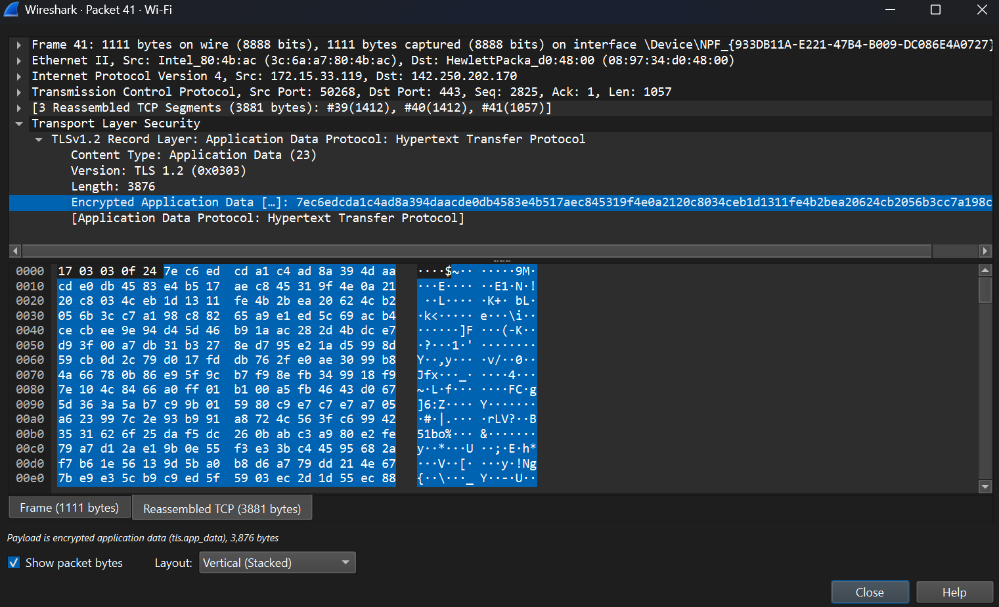 Wireshark · Packet 41 · Wi-Fi
Frame 41: 1111 bytes on wire (8888 bits), 1111 bytes captured (8888 bits) on interface \Device\NPF_{933DB11A-E221-47B4-B009-DC086E4A0727}
Ethernet II, Src: Intel_80:4b:ac (3c:6a:a7:80:4b:ac), Dst: HewlettPacka_d0:48:00 (08:97:34:d0:48:00)
Internet Protocol Version 4, Src: 172.15.33.119, Dst: 142.250.202.170
Transmission Control Protocol, Src Port: 50268, Dst Port: 443, Seq: 2825, Ack: 1, Len: 1057
[3 Reassembled TCP Segments (3881 bytes): #39(1412), #40(1412), #41(1057)]
Transport Layer Security
TLSv1.2 Record Layer: Application Data Protocol: Hypertext Transfer Protocol
Content Type: Application Data (23)
Version: TLS 1.2 (0x0303)
Length: 3876
Encrypted Application Data […]: 7ec6edcda1c4ad8a394daacde0db4583e4b517aec845319f4e0a2120c8034ceb1d1311fe4b2bea20624cb2056b3cc7a198c
[Application Data Protocol: Hypertext Transfer Protocol]
0000 17 03 03 0f 24 7e c6 ed cd a1 c4 ad 8a 39 4d aa ····$~·· ·····9M·
0010 cd e0 db 45 83 e4 b5 17 ae c8 45 31 9f 4e 0a 21 ···E···· ··E1·N·!
0020 20 c8 03 4c eb 1d 13 11 fe 4b 2b ea 20 62 4c b2 ··L···· ·K+· bL·
0030 05 6b 3c c7 a1 98 c8 82 65 a9 e1 ed 5c 69 ac b4 ·k<····· e···\i··
0040 ce cb ee 9e 94 d4 5d 46 b9 1a ac 28 2d 4b dc e7 ······]F ···(-K··
0050 d9 3f 00 a7 db 31 b3 27 8e d7 95 e2 1a d5 99 8d ·?···1·' ········
0060 59 cb 0d 2c 79 d0 17 fd db 76 2f e0 ae 30 99 b8 Y··,y··· ·v/··0··
0070 4a 66 78 0b 86 e9 5f 9c b7 f9 8e fb 34 99 18 f9 Jfx···_· ····4···
0080 7e 10 4c 84 66 a0 ff 01 b1 00 a5 fb 46 43 d0 67 ~·L·f··· ····FC·g
0090 5d 36 3a 5a b7 c9 9b 01 59 80 c9 e7 c7 e7 a7 05 ]6:Z···· Y·······
00a0 a6 23 99 7c 2e 93 b9 91 a8 72 4c 56 3f c6 99 42 ·#·|.··· ·rLV?··B
00b0 35 31 62 6f 25 da f5 dc 26 0b ab c3 a9 80 e2 fe 51bo%··· &·······
00c0 79 a7 d1 2a e1 9b 0e 55 f3 e3 3b c4 45 95 68 2a y··*···U ··;·E·h*
00d0 f7 b6 1e 56 13 9d 5b a0 b8 d6 a7 79 dd 21 4e 67 ···V··[· ···y·!Ng
00e0 7b e9 e3 5c b9 c9 ed 5f 59 03 ec 2d 1d 55 ec 88 {··\···_ Y··-·U··
Frame (1111 bytes)
Reassembled TCP (3881 bytes)
Payload is encrypted application data (tls.app_data), 3,876 bytes
Show packet bytes
Layout: Vertical (Stacked)
Close
Help